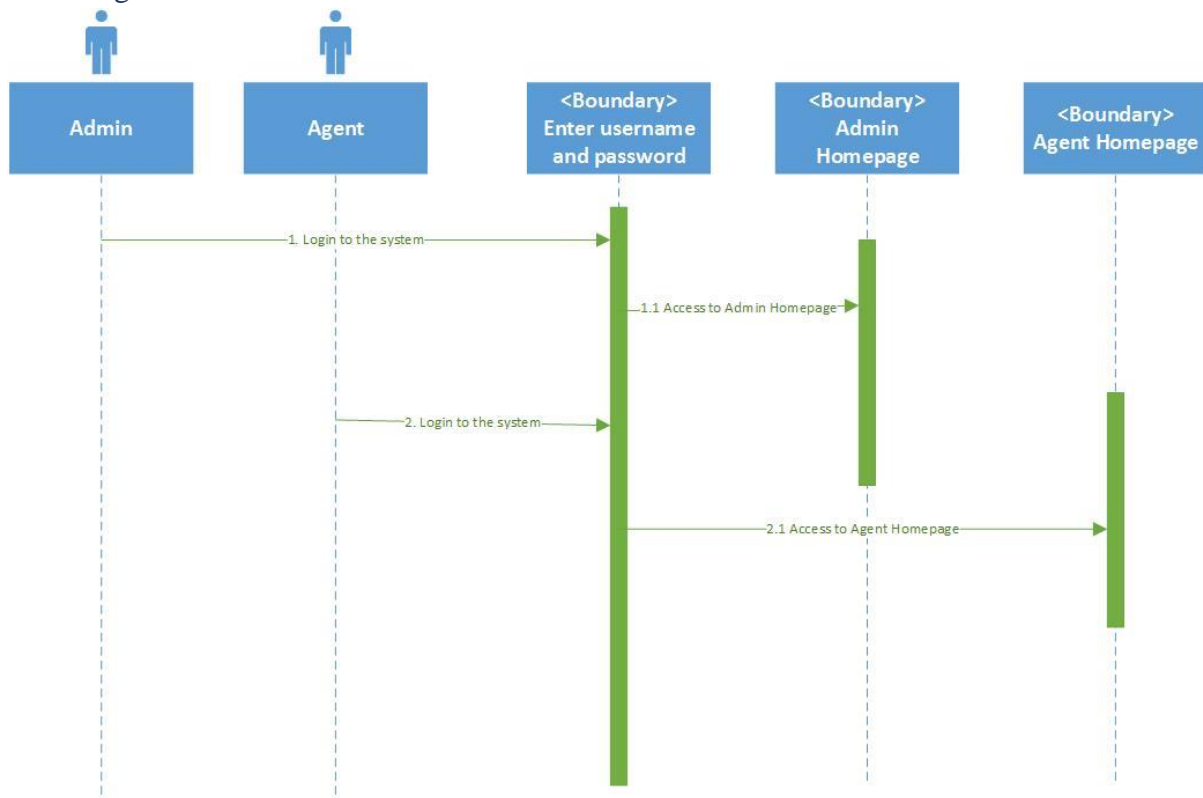 Admin
Agent
<Boundary>
Enter username
and password
<Boundary>
Admin
Homepage
<Boundary>
Agent Homepage
1. Login to the system
1.1 Access to Admin Homepage
2. Login to the system
2.1 Access to Agent Homepage